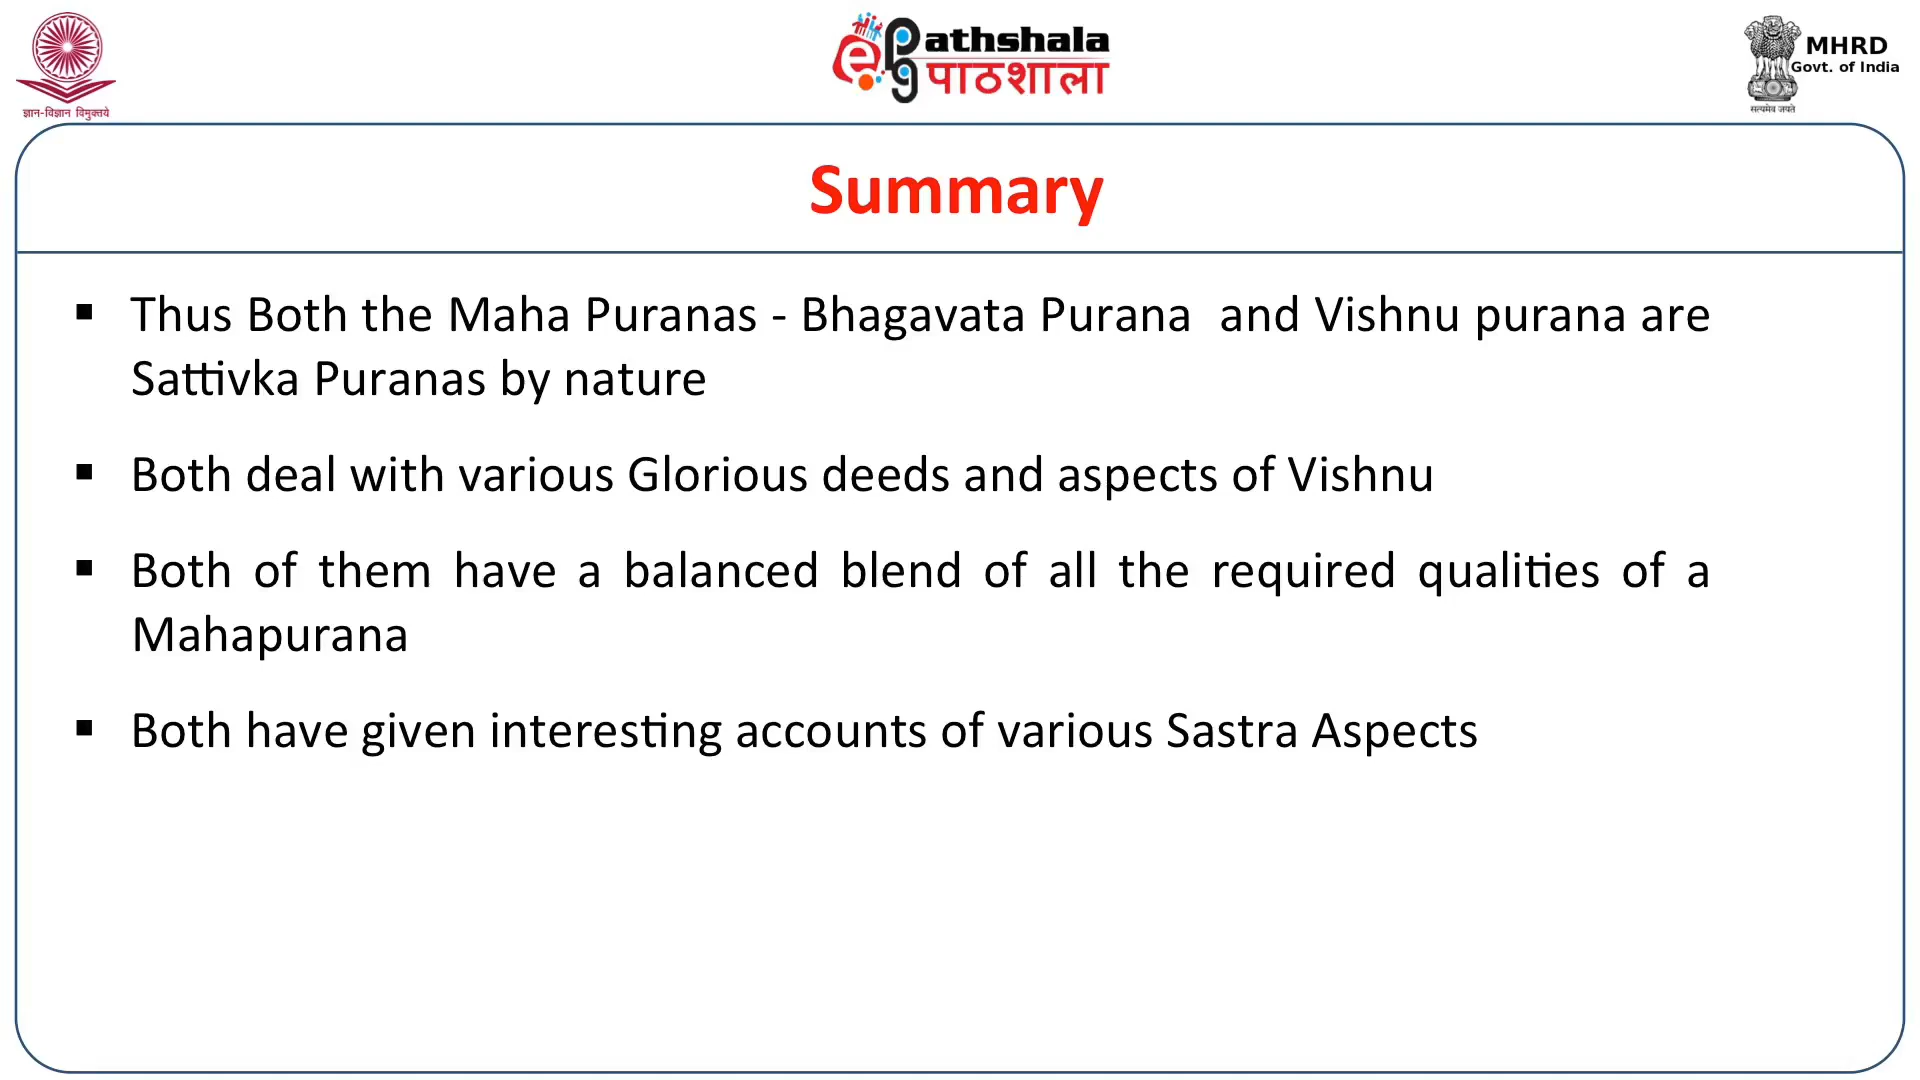 ज्ञान-विज्ञान विमुक्तये
ePG Pathshala
पाठशाला
MHRD
Govt. of India
सत्यमेव जयते
Summary
▪ Thus Both the Maha Puranas - Bhagavata Purana and Vishnu purana are
Sattivka Puranas by nature
▪ Both deal with various Glorious deeds and aspects of Vishnu
▪ Both of them have a balanced blend of all the required qualities of a
Mahapurana
▪ Both have given interesting accounts of various Sastra Aspects